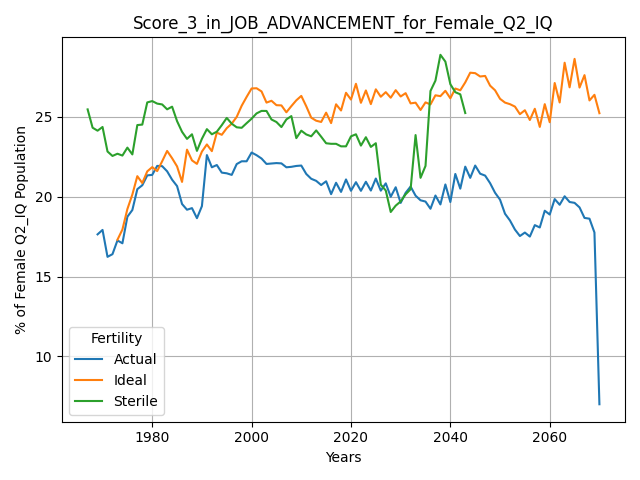 Score_3_in_JOB_ADVANCEMENT_for_Female_Q2_IQ
% of Female Q2_IQ Population
25
20
15
10
Fertility
Actual
Ideal
Sterile
1980
2000
2020
2040
2060
Years